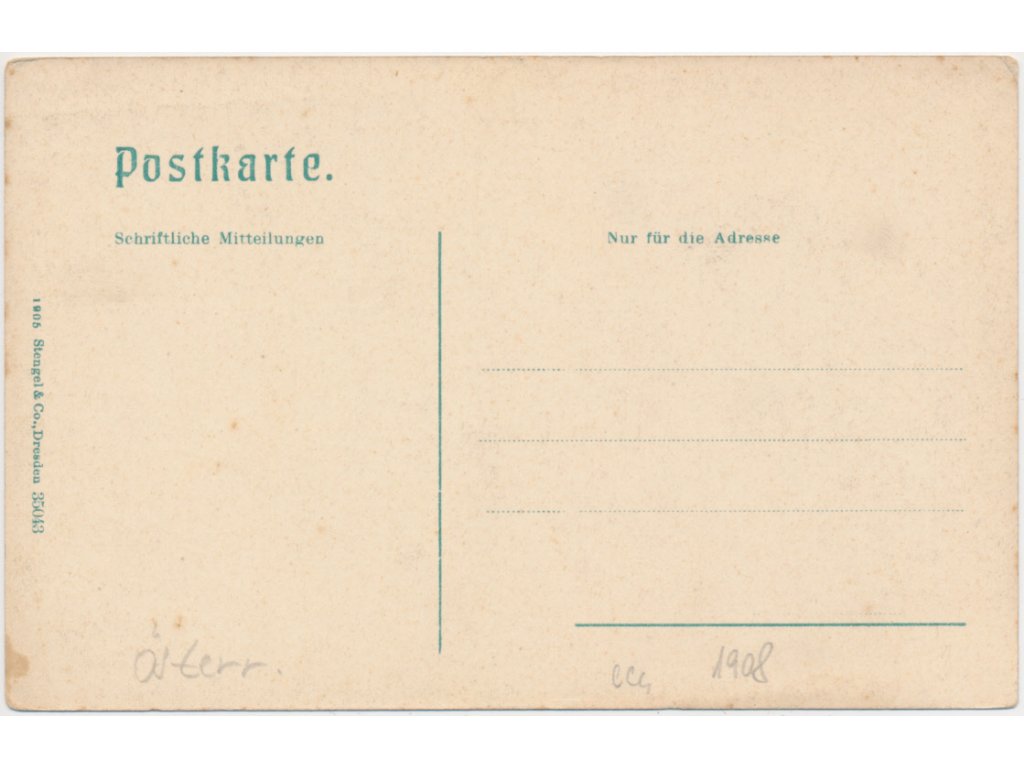 Postkarte.
Schriftliche Mitteilungen
Nur für die Adresse
1905 Stengel & Co., Dresden 35043
Österr.
1908